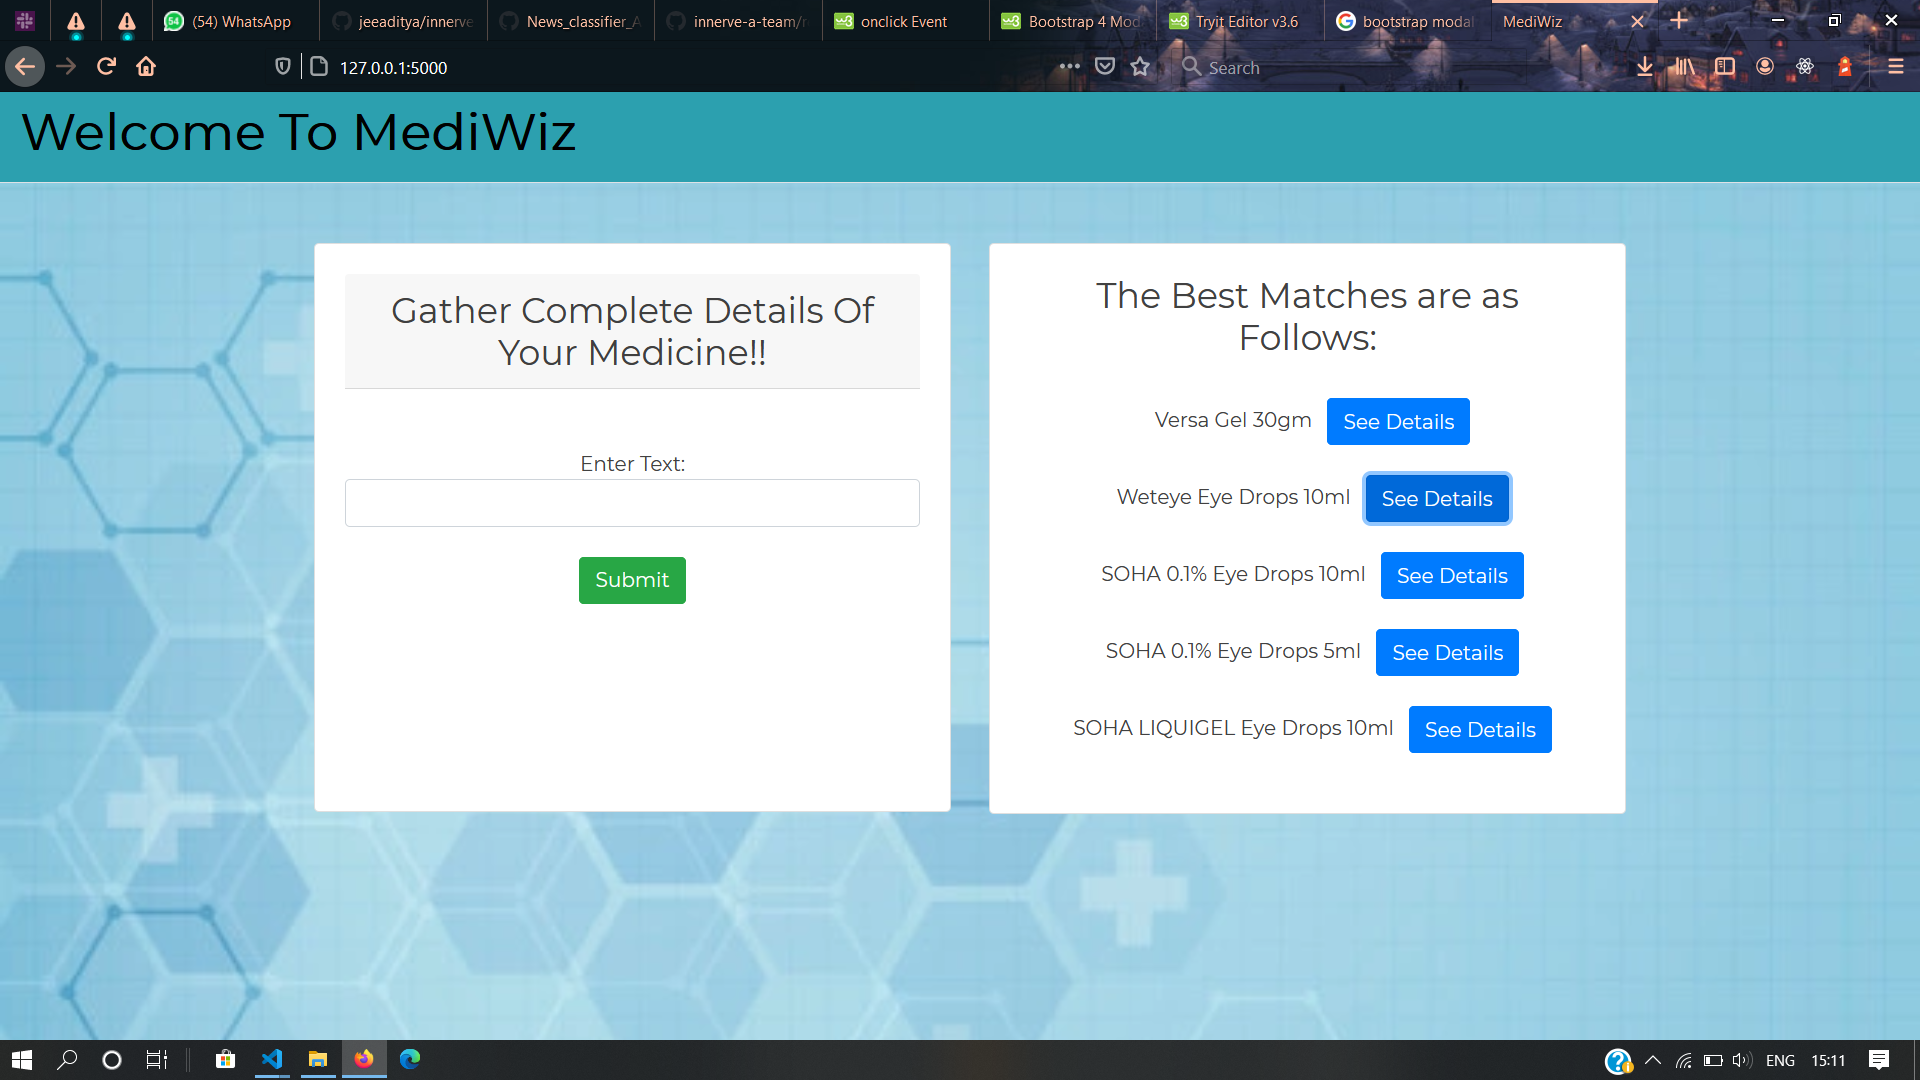 (54) WhatsApp
jeeaditya/innerve
News_classifier_A
innerve-a-team/r
onclick Event
Bootstrap 4 Mod
Tryit Editor v3.6
bootstrap modal
MediWiz
127.0.0.1:5000
Search
Welcome To MediWiz
Gather Complete Details Of
Your Medicine!!
Enter Text:
Submit
The Best Matches are as
Follows:
Versa Gel 30gm See Details
Weteye Eye Drops 10ml See Details
SOHA 0.1% Eye Drops 10ml See Details
SOHA 0.1% Eye Drops 5ml See Details
SOHA LIQUIGEL Eye Drops 10ml See Details
ENG 15:11